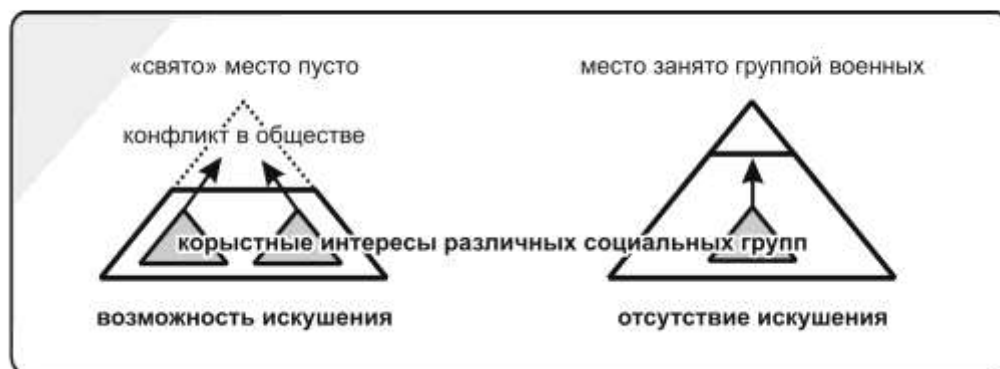 «свято» место пусто
место занято группой военных
конфликт в обществе
корыстные интересы различных социальных групп
возможность искушения
отсутствие искушения